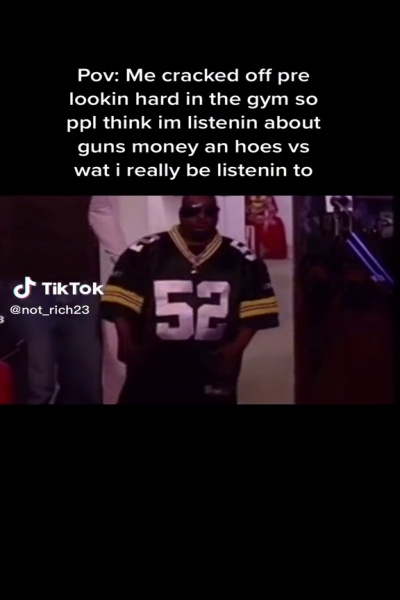 Pov: Me cracked off pre
lookin hard in the gym so
ppl think im listenin about
guns money an hoes vs
wat i really be listenin to
52
TikTok
@not_rich23